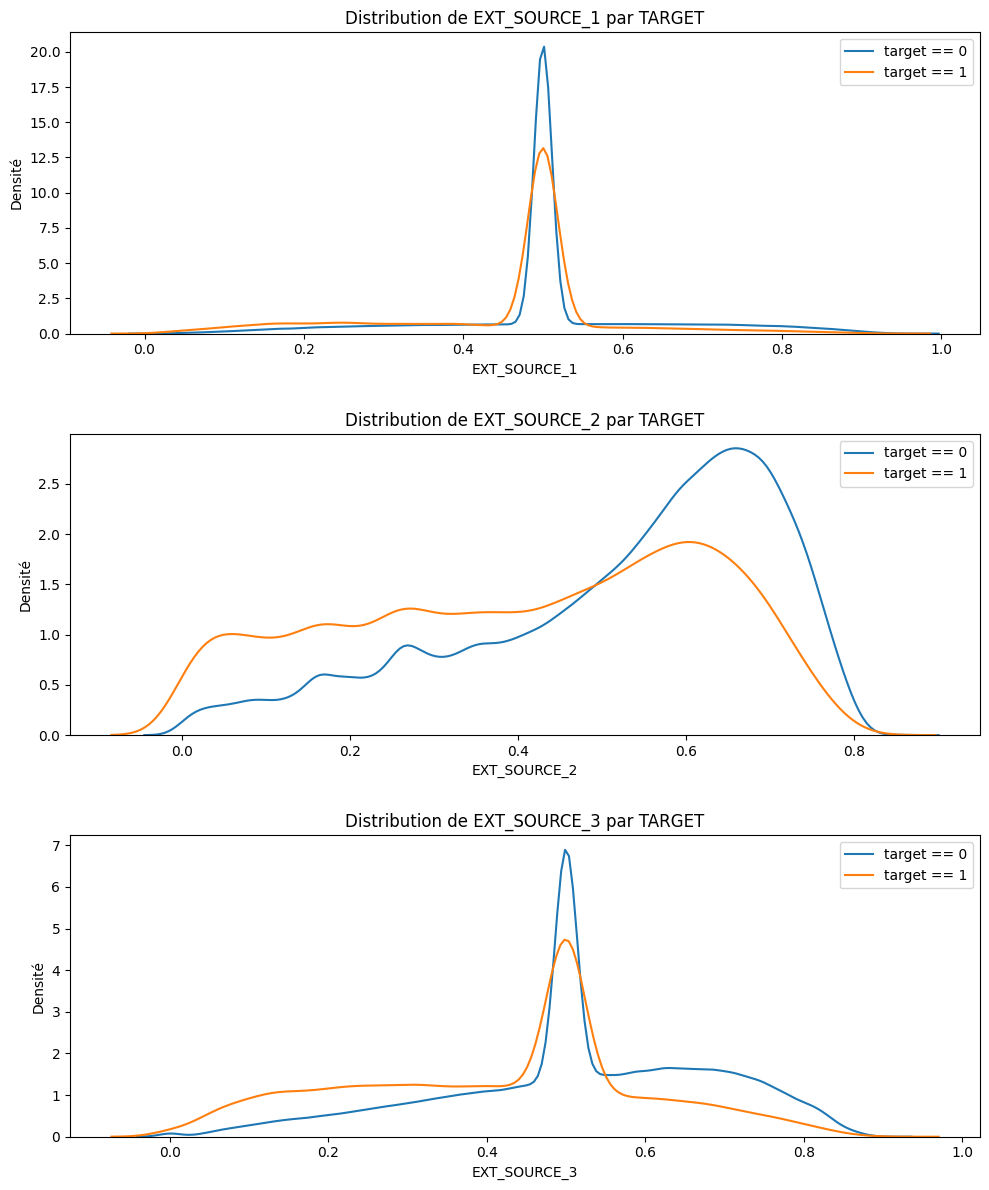 Distribution de EXT_SOURCE_1 par TARGET
20.0
17.5
15.0
12.5
10.0
7.5
5.0
2.5
0.0
Densité
target == 0
target == 1
0.0 0.2 0.4 0.6 0.8 1.0
EXT_SOURCE_1
Distribution de EXT_SOURCE_2 par TARGET
2.5
2.0
1.5
1.0
0.5
0.0
Densité
target == 0
target == 1
0.0 0.2 0.4 0.6 0.8
EXT_SOURCE_2
Distribution de EXT_SOURCE_3 par TARGET
7
6
5
4
3
2
1
0
Densité
target == 0
target == 1
0.0 0.2 0.4 0.6 0.8 1.0
EXT_SOURCE_3